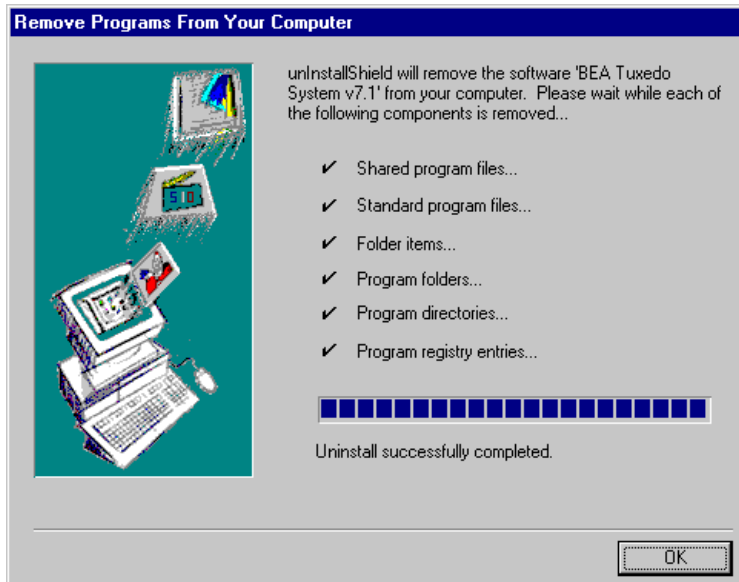 Remove Programs From Your Computer
unInstallShield will remove the software 'BEA Tuxedo
System v7.1' from your computer.  Please wait while each of
the following components is removed...
✔ Shared program files...
✔ Standard program files...
✔ Folder items...
✔ Program folders...
✔ Program directories...
✔ Program registry entries...
Uninstall successfully completed.
OK